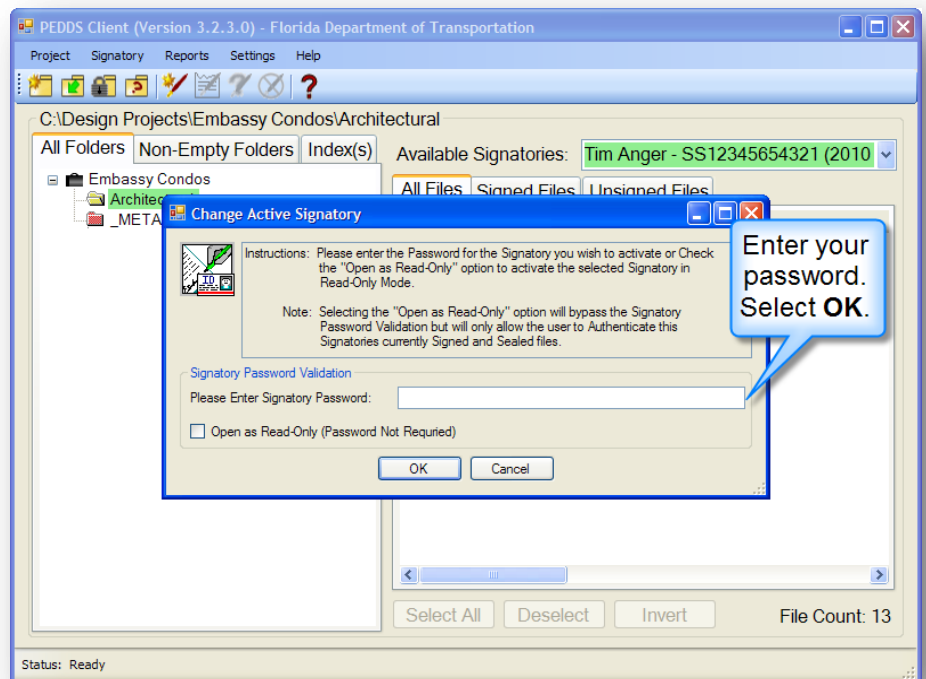 PEDDS Client (Version 3.2.3.0) - Florida Department of Transportation
Project Signatory Reports Settings Help
C:\Design Projects\Embassy Condos\Architectural
All Folders Non-Empty Folders Index(s)
Available Signatories: Tim Anger - SS12345654321 (2010
Embassy Condos
All Files Signed Files Unsigned Files
_META
Change Active Signatory
Instructions: Please enter the Password for the Signatory you wish to activate or Check
the "Open as Read-Only" option to activate the selected Signatory in
Read-Only Mode.
Note: Selecting the "Open as Read-Only" option will bypass the Signatory
Password Validation but will only allow the user to Authenticate this
Signatories currently Signed and Sealed files.
Enter your
password.
Select OK.
Signatory Password Validation
Please Enter Signatory Password:
Open as Read-Only (Password Not Requried)
OK Cancel
Select All Deselect Invert File Count: 13
Status: Ready